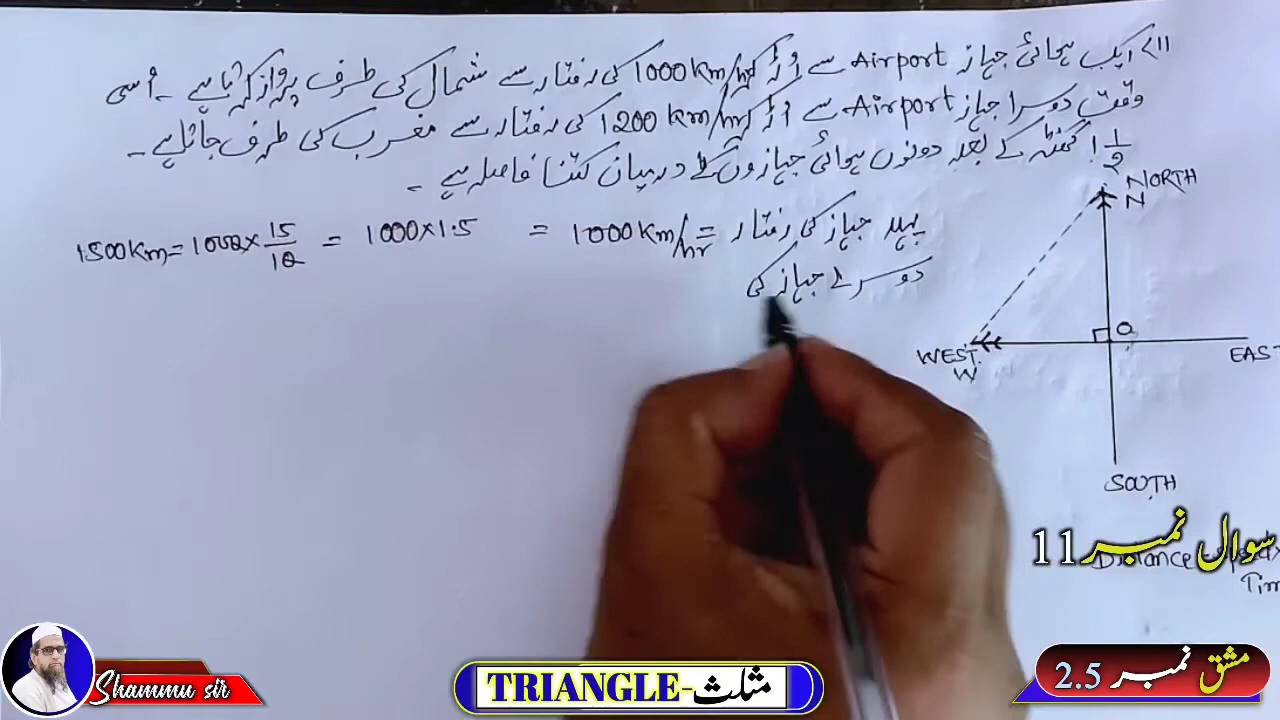 11> ایک ہوائی جہاز Airport سے اُڑ کر 1000 Km/hr کی رفتار سے شمال کی طرف پرواز کرتا ہے ۔ اُسی
وقت دوسرا جہاز Airport سے اُڑ کر 1200 Km/hr کی رفتار سے مغرب کی طرف جاتا ہے ۔
1 1/2 گھنٹہ کے بعد دونوں ہوائی جہازوں کے درمیان کتنا فاصلہ ہے ۔
پہلے جہاز کی رفتار = 1000 Km/hr = 1000×1.5 = 1000×15/10 = 1500 Km
دوسرے جہاز کی
NORTH
N
O
WEST.
W
EAST
SOUTH
سوال نمبر 11
Distance
Tim
Shammu sir
TRIANGLE-مثلث
مشق نمبر 2.5